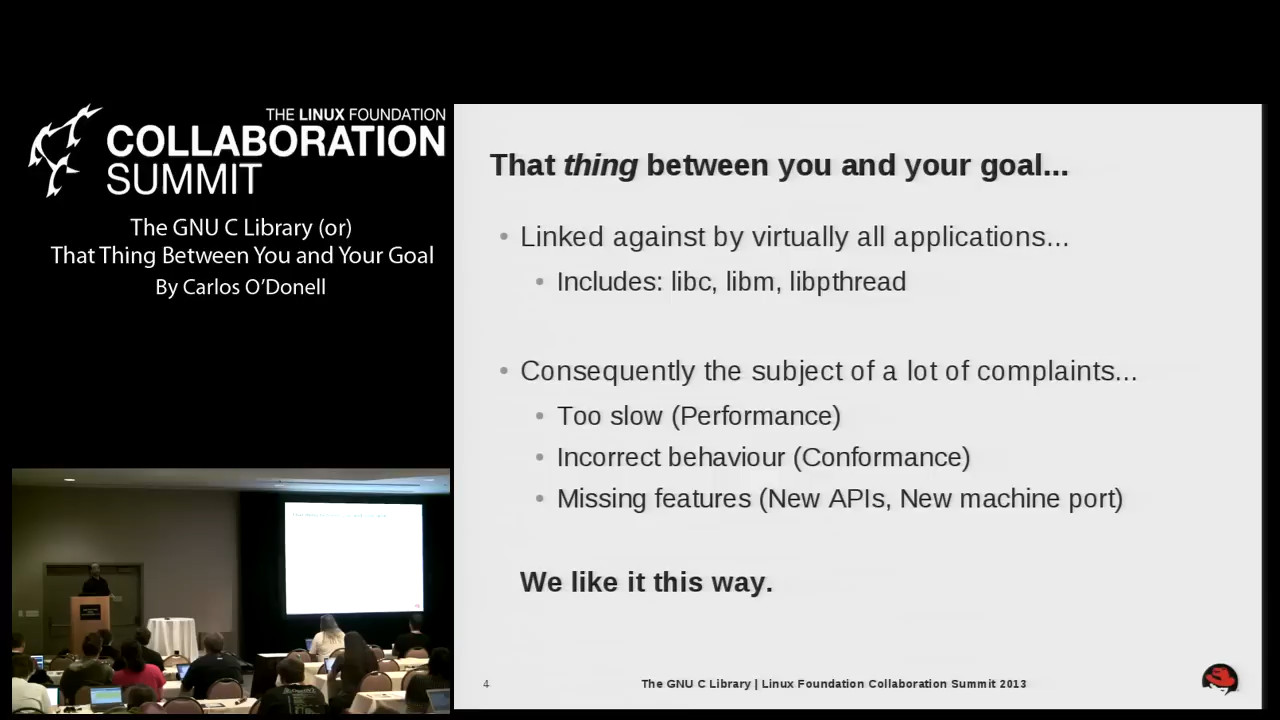 THE LINUX FOUNDATION
COLLABORATION
SUMMIT
The GNU C Library (or)
That Thing Between You and Your Goal
By Carlos O'Donell
That thing between you and your goal...
• Linked against by virtually all applications...
• Includes: libc, libm, libpthread
• Consequently the subject of a lot of complaints...
• Too slow (Performance)
• Incorrect behaviour (Conformance)
• Missing features (New APIs, New machine port)
We like it this way.
4
The GNU C Library | Linux Foundation Collaboration Summit 2013